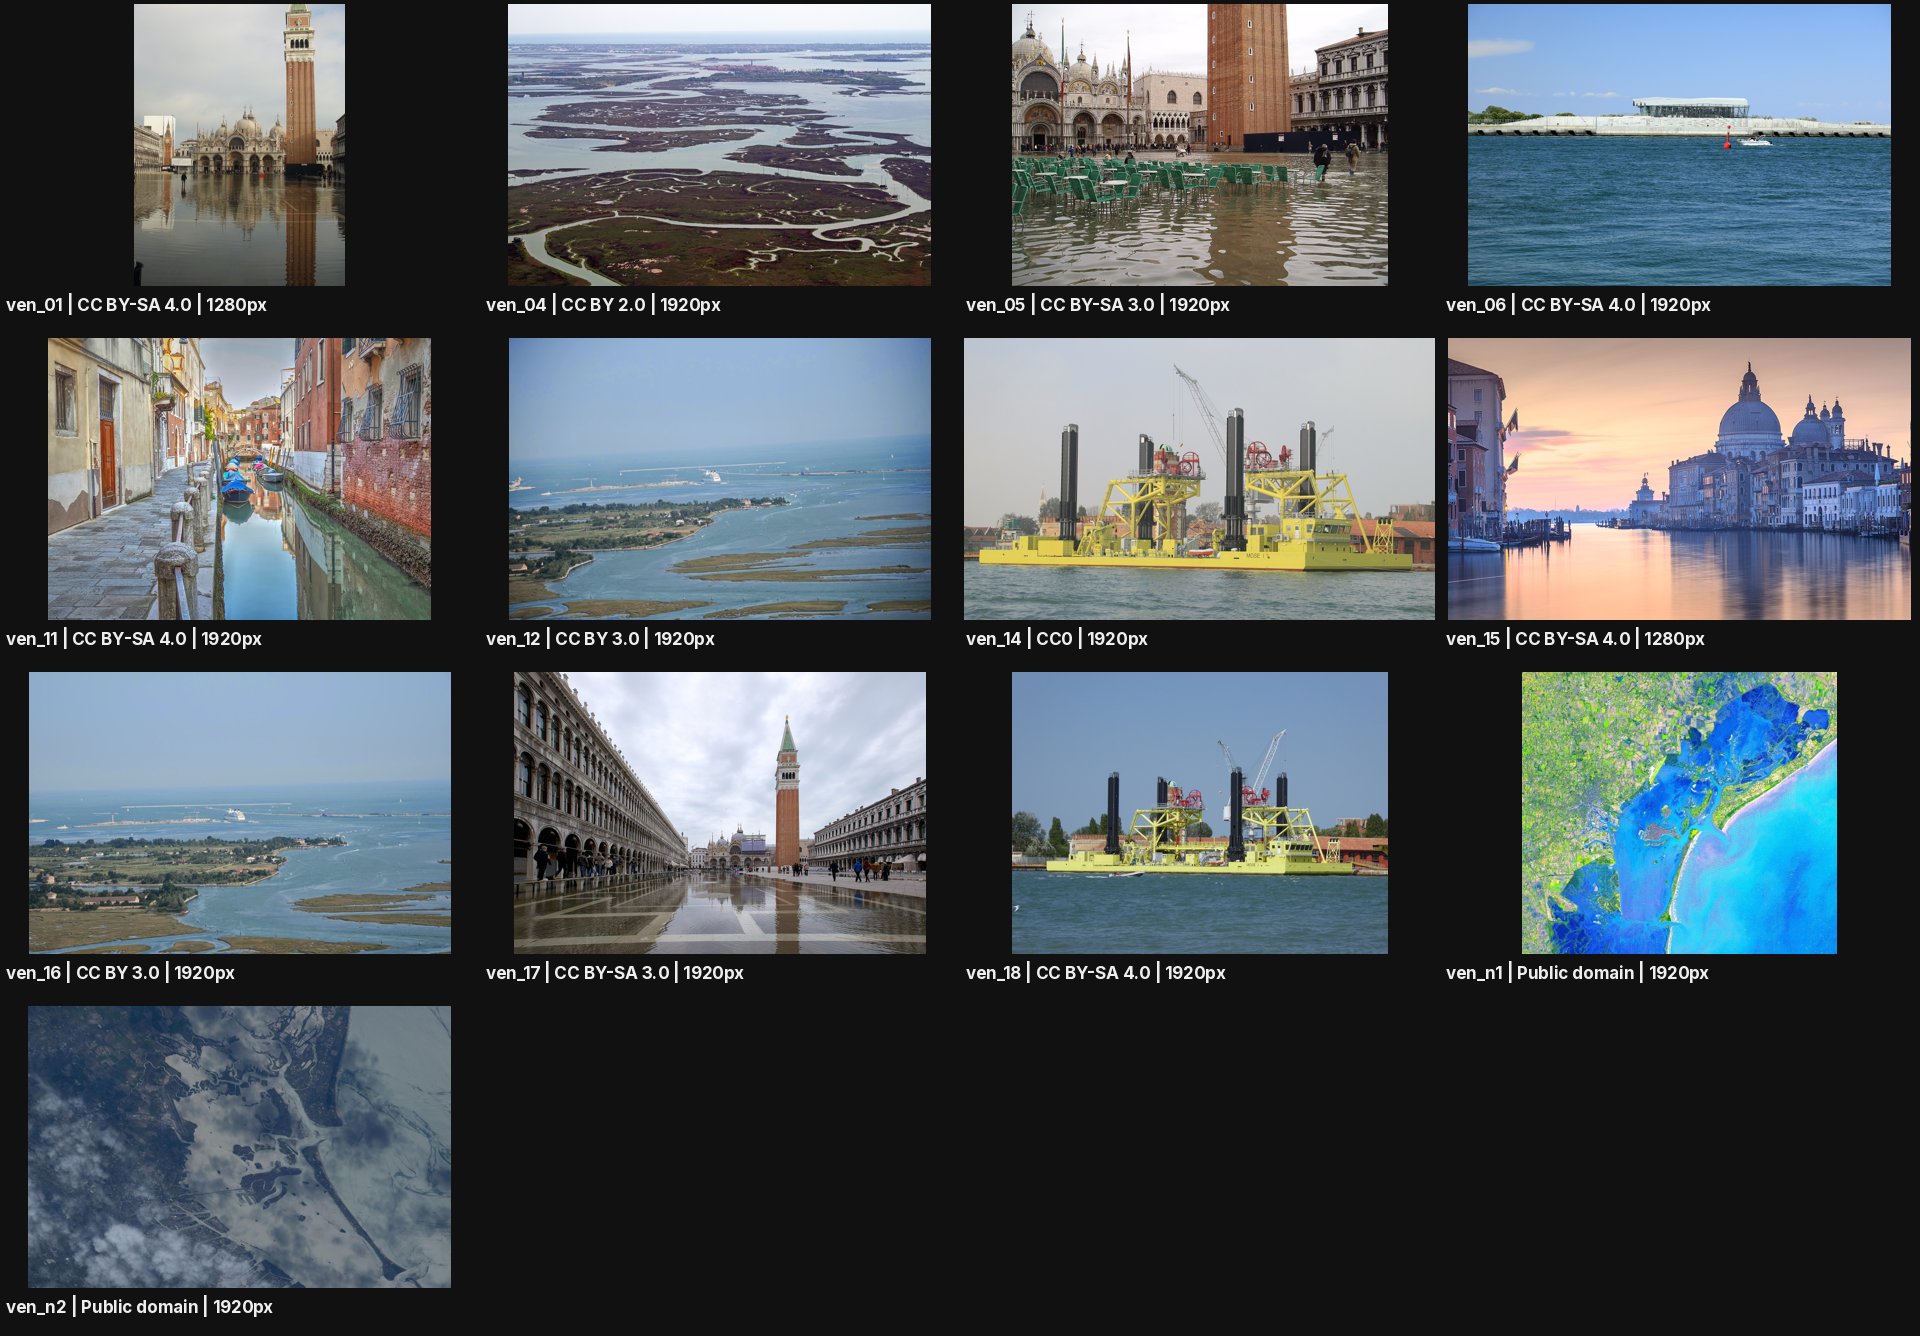 ven_01 | CC BY-SA 4.0 | 1280px
ven_04 | CC BY 2.0 | 1920px
ven_05 | CC BY-SA 3.0 | 1920px
ven_06 | CC BY-SA 4.0 | 1920px
ven_11 | CC BY-SA 4.0 | 1920px
ven_12 | CC BY 3.0 | 1920px
ven_14 | CC0 | 1920px
ven_15 | CC BY-SA 4.0 | 1280px
ven_16 | CC BY 3.0 | 1920px
ven_17 | CC BY-SA 3.0 | 1920px
ven_18 | CC BY-SA 4.0 | 1920px
ven_n1 | Public domain | 1920px
ven_n2 | Public domain | 1920px